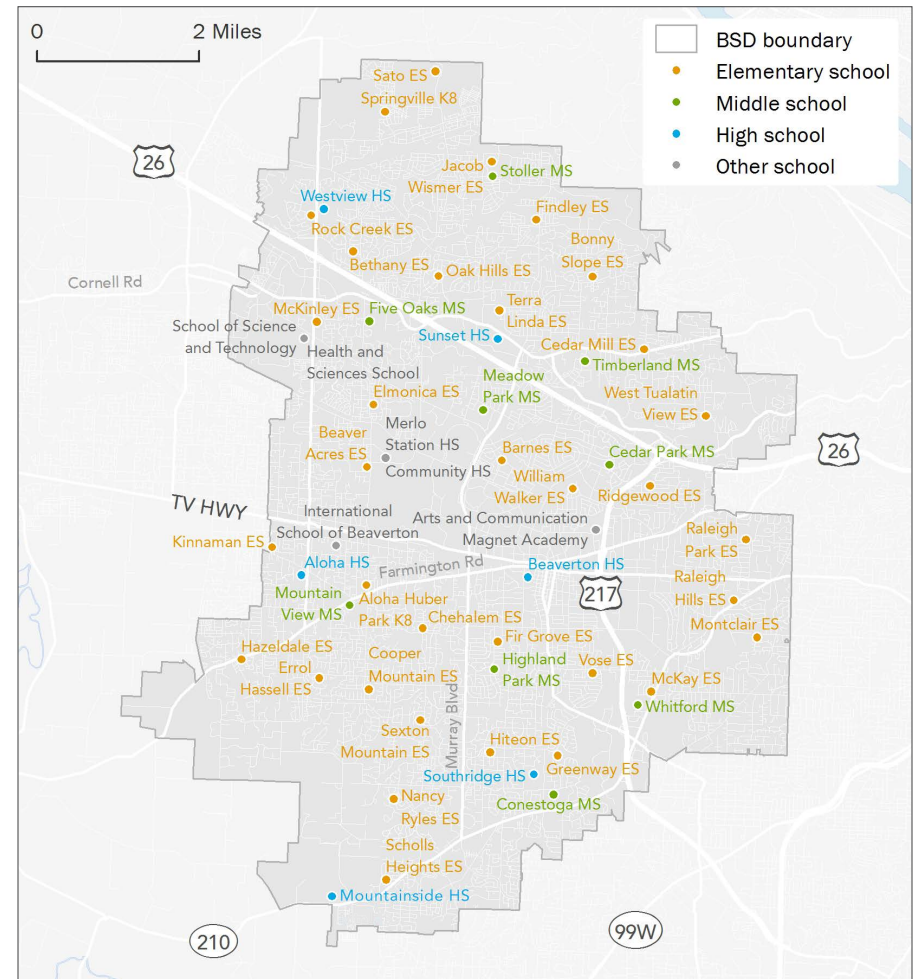 0
2 Miles
BSD boundary
Elementary school
Middle school
High school
Other school
Sato ES
Springville K8
26
Jacob
Wismer ES
Stoller MS
Westview HS
Rock Creek ES
Findley ES
Bonny
Slope ES
Bethany ES
Oak Hills ES
Cornell Rd
McKinley ES
Five Oaks MS
Terra
Linda ES
School of Science
and Technology
Health and
Sciences School
Sunset HS
Cedar Mill ES
Timberland MS
Meadow
Park MS
Elmonica ES
West Tualatin
View ES
Beaver
Acres ES
Merlo
Station HS
Community HS
Barnes ES
Cedar Park MS
26
William
Walker ES
Ridgewood ES
TV HWY
International
School of Beaverton
Arts and Communication
Magnet Academy
Raleigh
Park ES
Kinnaman ES
Aloha HS
Farmington Rd
Beaverton HS
217
Raleigh
Hills ES
Mountain
View MS
Aloha Huber
Park K8
Chehalem ES
Montclair ES
Fir Grove ES
Hazeldale ES
Errol
Hassell ES
Cooper
Mountain ES
Highland
Park MS
Vose ES
McKay ES
Whitford MS
Murray Blvd
Sexton
Mountain ES
Hiteon ES
Greenway ES
Southridge HS
Conestoga MS
Nancy
Ryles ES
Scholls
Heights ES
Mountainside HS
210
99W